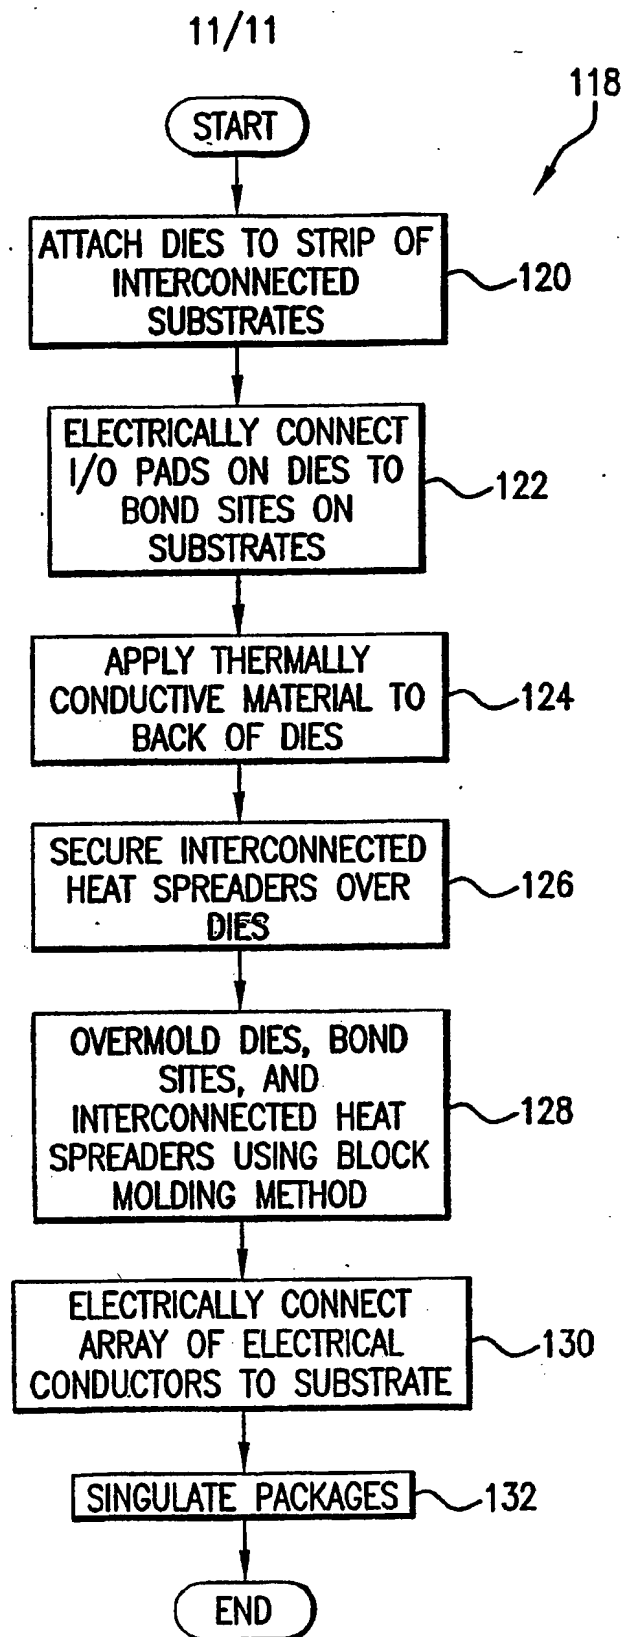 11/11
118
START
ATTACH DIES TO STRIP OF
INTERCONNECTED
SUBSTRATES
120
ELECTRICALLY CONNECT
I/O PADS ON DIES TO
BOND SITES ON
SUBSTRATES
122
APPLY THERMALLY
CONDUCTIVE MATERIAL TO
BACK OF DIES
124
SECURE INTERCONNECTED
HEAT SPREADERS OVER
DIES
126
OVERMOLD DIES, BOND
SITES, AND
INTERCONNECTED HEAT
SPREADERS USING BLOCK
MOLDING METHOD
128
ELECTRICALLY CONNECT
ARRAY OF ELECTRICAL
CONDUCTORS TO SUBSTRATE
130
SINGULATE PACKAGES
132
END